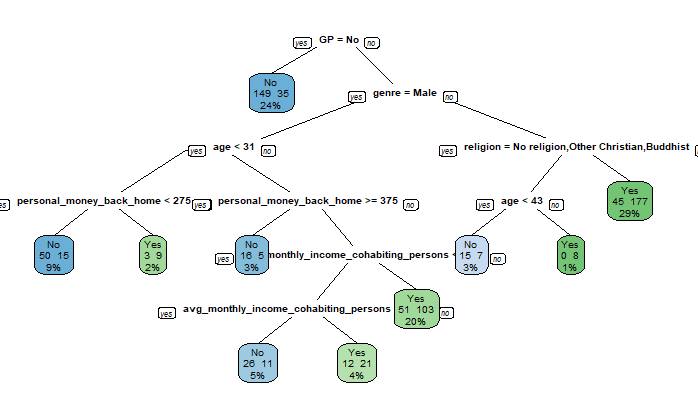 yes GP = No no
No
149 35
24%
yes genre = Male no
yes age < 31 no
yes religion = No religion,Other Christian,Buddhist
personal_money_back_home < 275
yes personal_money_back_home >= 375 no
yes age < 43 no
Yes
45 177
29%
No
50 15
9%
Yes
3 9
2%
No
16 5
3%
yes monthly_income_cohabiting_persons < no
No
15 7
3%
Yes
0 8
1%
yes avg_monthly_income_cohabiting_persons no
Yes
51 103
20%
No
26 11
5%
Yes
12 21
4%